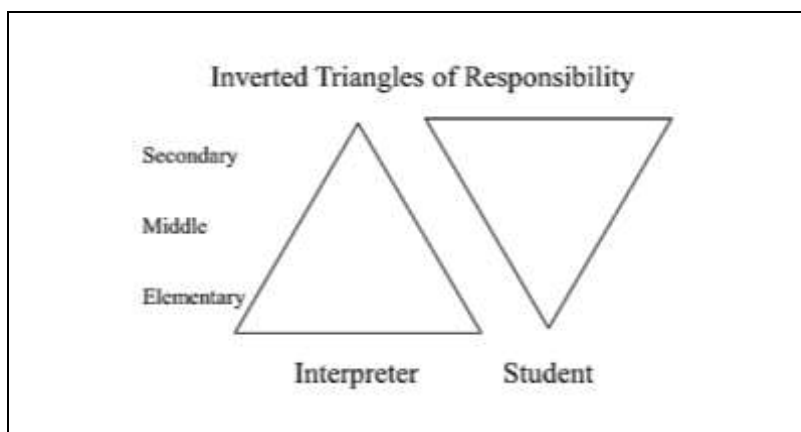 Inverted Triangles of Responsibility
Secondary
Middle
Elementary
Interpreter Student